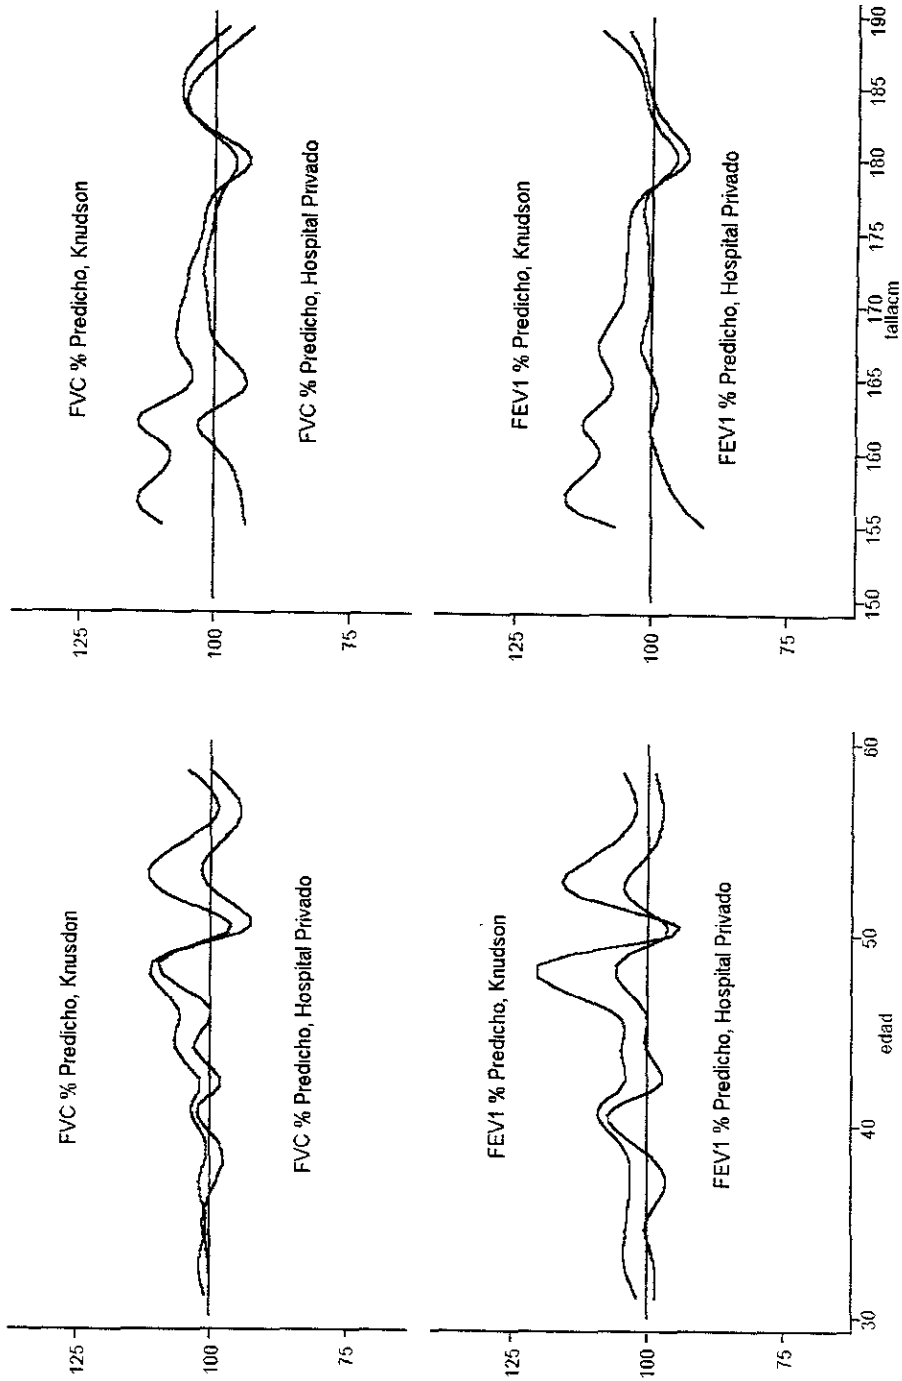 FVC % Predicho, Knusdon
125
100
75
FVC % Predicho, Hospital Privado
FVC % Predicho, Knudson
125
100
75
FVC % Predicho, Hospital Privado
FEV1 % Predicho, Knudson
125
100
75
FEV1 % Predicho, Hospital Privado
30 40 50 60
edad
FEV1 % Predicho, Knudson
125
100
75
FEV1 % Predicho, Hospital Privado
150 155 160 165 170 175 180 185 190
tallacm